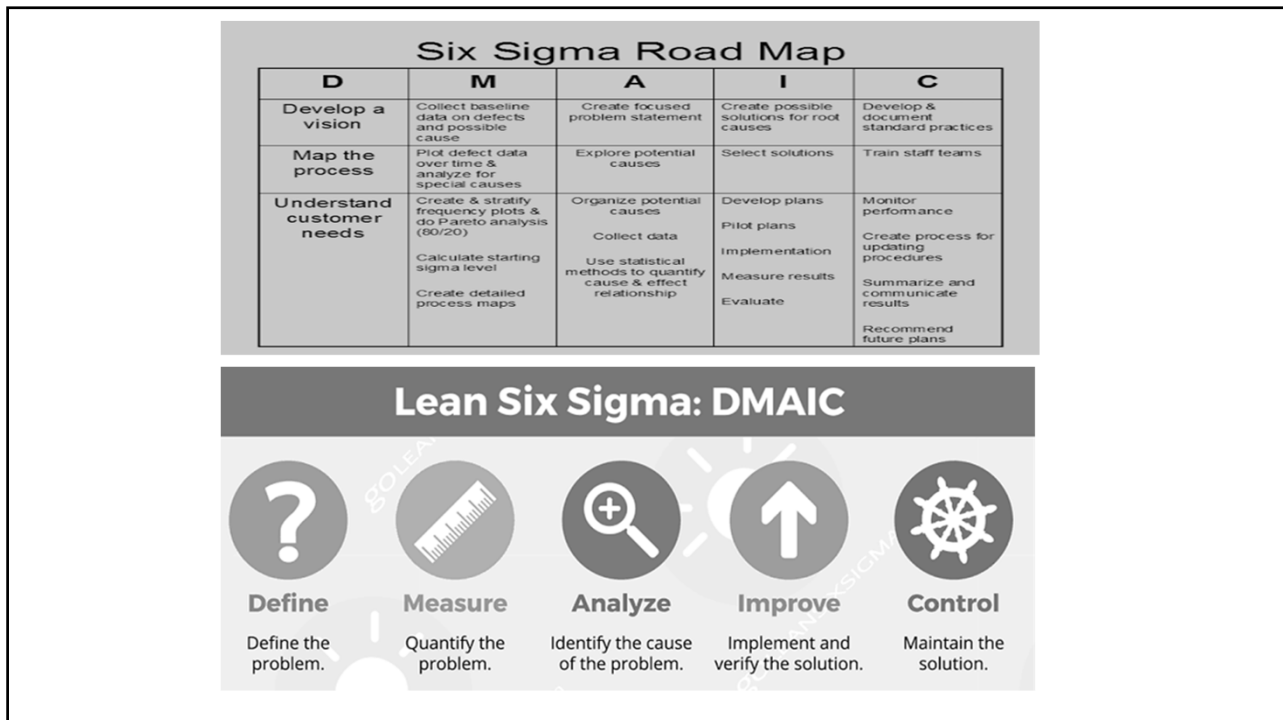 Six Sigma Road Map
D M A I C
Develop a
vision
Collect baseline
data on defects
and possible
cause
Create focused
problem statement
Create possible
solutions for root
causes
Develop &
document
standard practices
Map the
process
Plot defect data
over time &
analyze for
special causes
Explore potential
causes
Select solutions
Train staff teams
Understand
customer
needs
Create & stratify
frequency plots &
do Pareto analysis
(80/20)
Calculate starting
sigma level
Create detailed
process maps
Organize potential
causes
Collect data
Use statistical
methods to quantify
cause & effect
relationship
Develop plans
Pilot plans
Implementation
Measure results
Evaluate
Monitor
performance
Create process for
updating
procedures
Summarize and
communicate
results
Recommend
future plans
Lean Six Sigma: DMAIC
Define
Define the
problem.
Measure
Quantify the
problem.
Analyze
Identify the cause
of the problem.
Improve
Implement and
verify the solution.
Control
Maintain the
solution.